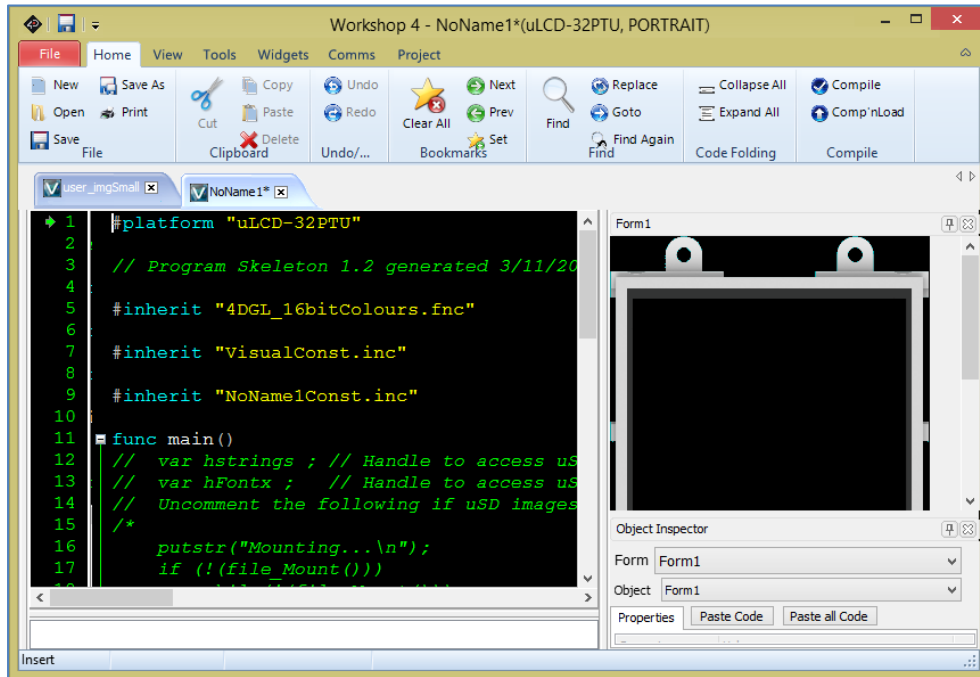 Workshop 4 - NoName1*(uLCD-32PTU, PORTRAIT)
File Home View Tools Widgets Comms Project
New Save As Cut Copy Undo Clear All Next Find Replace Collapse All Compile
Open Print Paste Redo Prev Goto Expand All Comp'nLoad
Save Delete Set Find Again
File Clipboard Undo/... Bookmarks Find Code Folding Compile
user_imgSmall NoName1*
1 #platform "uLCD-32PTU"
2
3 // Program Skeleton 1.2 generated 3/11/20
4
5 #inherit "4DGL_16bitColours.fnc"
6
7 #inherit "VisualConst.inc"
8
9 #inherit "NoName1Const.inc"
10
11 func main()
12 // var hstrings ; // Handle to access uS
13 // var hFontx ; // Handle to access uS
14 // Uncomment the following if uSD images
15 /*
16 putstr("Mounting...\n");
17 if (!(file_Mount()))
Form1
Object Inspector
Form Form1
Object Form1
Properties Paste Code Paste all Code
Insert